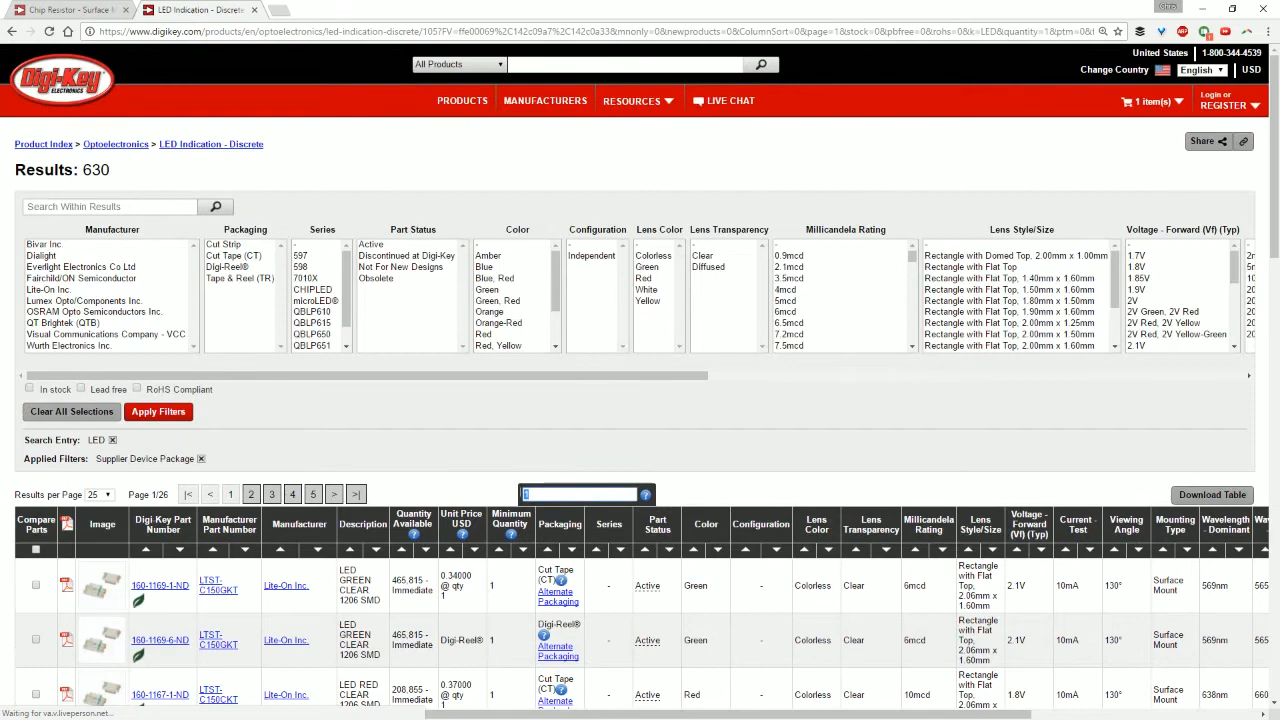 Chip Resistor - Surface M
LED Indication - Discrete
Chris
https://www.digikey.com/products/en/optoelectronics/led-indication-discrete/105?FV=ffe00069%2C142c09a7%2C142c04a5&mnonly=0&newproducts=0&ColumnSort=0&page=1&stock=0&pbfree=0&rohs=0&k=LED&quantity=1&ptm=0&
United States | 1-800-344-4539
Change Country English ▾ | USD
Digi-Key
ELECTRONICS
All Products
PRODUCTS MANUFACTURERS RESOURCES LIVE CHAT
1 item(s)
Login or
REGISTER
Product Index > Optoelectronics > LED Indication - Discrete
Share
Results: 630
Search Within Results
Manufacturer Packaging Series Part Status Color Configuration Lens Color Lens Transparency Millicandela Rating Lens Style/Size Voltage - Forward (Vf) (Typ)
Bivar Inc. Cut Strip - Active - - Colorless Clear - - -
Dialight Cut Tape (CT) 597 Discontinued at Digi-Key Amber Independent Green Diffused 0.9mcd Rectangle with Domed Top, 2.00mm x 1.00mm 1.7V
Everlight Electronics Co Ltd Digi-Reel® 598 Not For New Designs Blue Red 2.1mcd Rectangle with Flat Top 1.8V
Fairchild/ON Semiconductor Tape & Reel (TR) 7010X Obsolete Blue, Red White 3.5mcd Rectangle with Flat Top, 1.40mm x 1.60mm 1.85V
Lite-On Inc. CHIPLED Green Yellow 4mcd Rectangle with Flat Top, 1.50mm x 1.60mm 1.9V
Lumex Opto/Components Inc. microLED® Green, Red 5mcd Rectangle with Flat Top, 1.80mm x 1.50mm 2V
OSRAM Opto Semiconductors Inc. QBLP610 Orange 6mcd Rectangle with Flat Top, 1.90mm x 1.60mm 2V Green, 2V Red
QT Brightek (QTB) QBLP615 Orange-Red 6.5mcd Rectangle with Flat Top, 2.00mm x 1.25mm 2V Red, 2V Yellow
Visual Communications Company - VCC QBLP650 Red 7.2mcd Rectangle with Flat Top, 2.00mm x 1.50mm 2V Red, 2V Yellow-Green
Wurth Electronics Inc. QBLP651 Red, Yellow 7.5mcd Rectangle with Flat Top, 2.00mm x 1.60mm 2.1V
In stock Lead free RoHS Compliant
Clear All Selections Apply Filters
Search Entry: LED
Applied Filters: Supplier Device Package
Results per Page 25 Page 1/26 |< < 1 2 3 4 5 > >| 1 Download Table
Compare Parts Image Digi-Key Part Number Manufacturer Part Number Manufacturer Description Quantity Available Unit Price USD Minimum Quantity Packaging Series Part Status Color Configuration Lens Color Lens Transparency Millicandela Rating Lens Style/Size Voltage - Forward (Vf) (Typ) Current - Test Viewing Angle Mounting Type Wavelength - Dominant
160-1169-1-ND LTST-C150GKT Lite-On Inc. LED GREEN CLEAR 1206 SMD 465,815 - Immediate 0.34000 @ qty 1 1 Cut Tape (CT) Alternate Packaging - Active Green - Colorless Clear 6mcd Rectangle with Flat Top, 2.06mm x 1.60mm 2.1V 10mA 130° Surface Mount 569nm
160-1169-6-ND LTST-C150GKT Lite-On Inc. LED GREEN CLEAR 1206 SMD 465,815 - Immediate Digi-Reel® 1 Digi-Reel® Alternate Packaging - Active Green - Colorless Clear 6mcd Rectangle with Flat Top, 2.06mm x 1.60mm 2.1V 10mA 130° Surface Mount 569nm
160-1167-1-ND LTST-C150CKT Lite-On Inc. LED RED CLEAR 208,855 - Immediate 0.37000 @ qty 1 1 Cut Tape (CT) Alternate - Active Red - Colorless Clear 10mcd Rectangle with Flat Top, 2.06mm x 1.8V 10mA 130° Surface Mount 638nm
Waiting for va.v.liveperson.net...